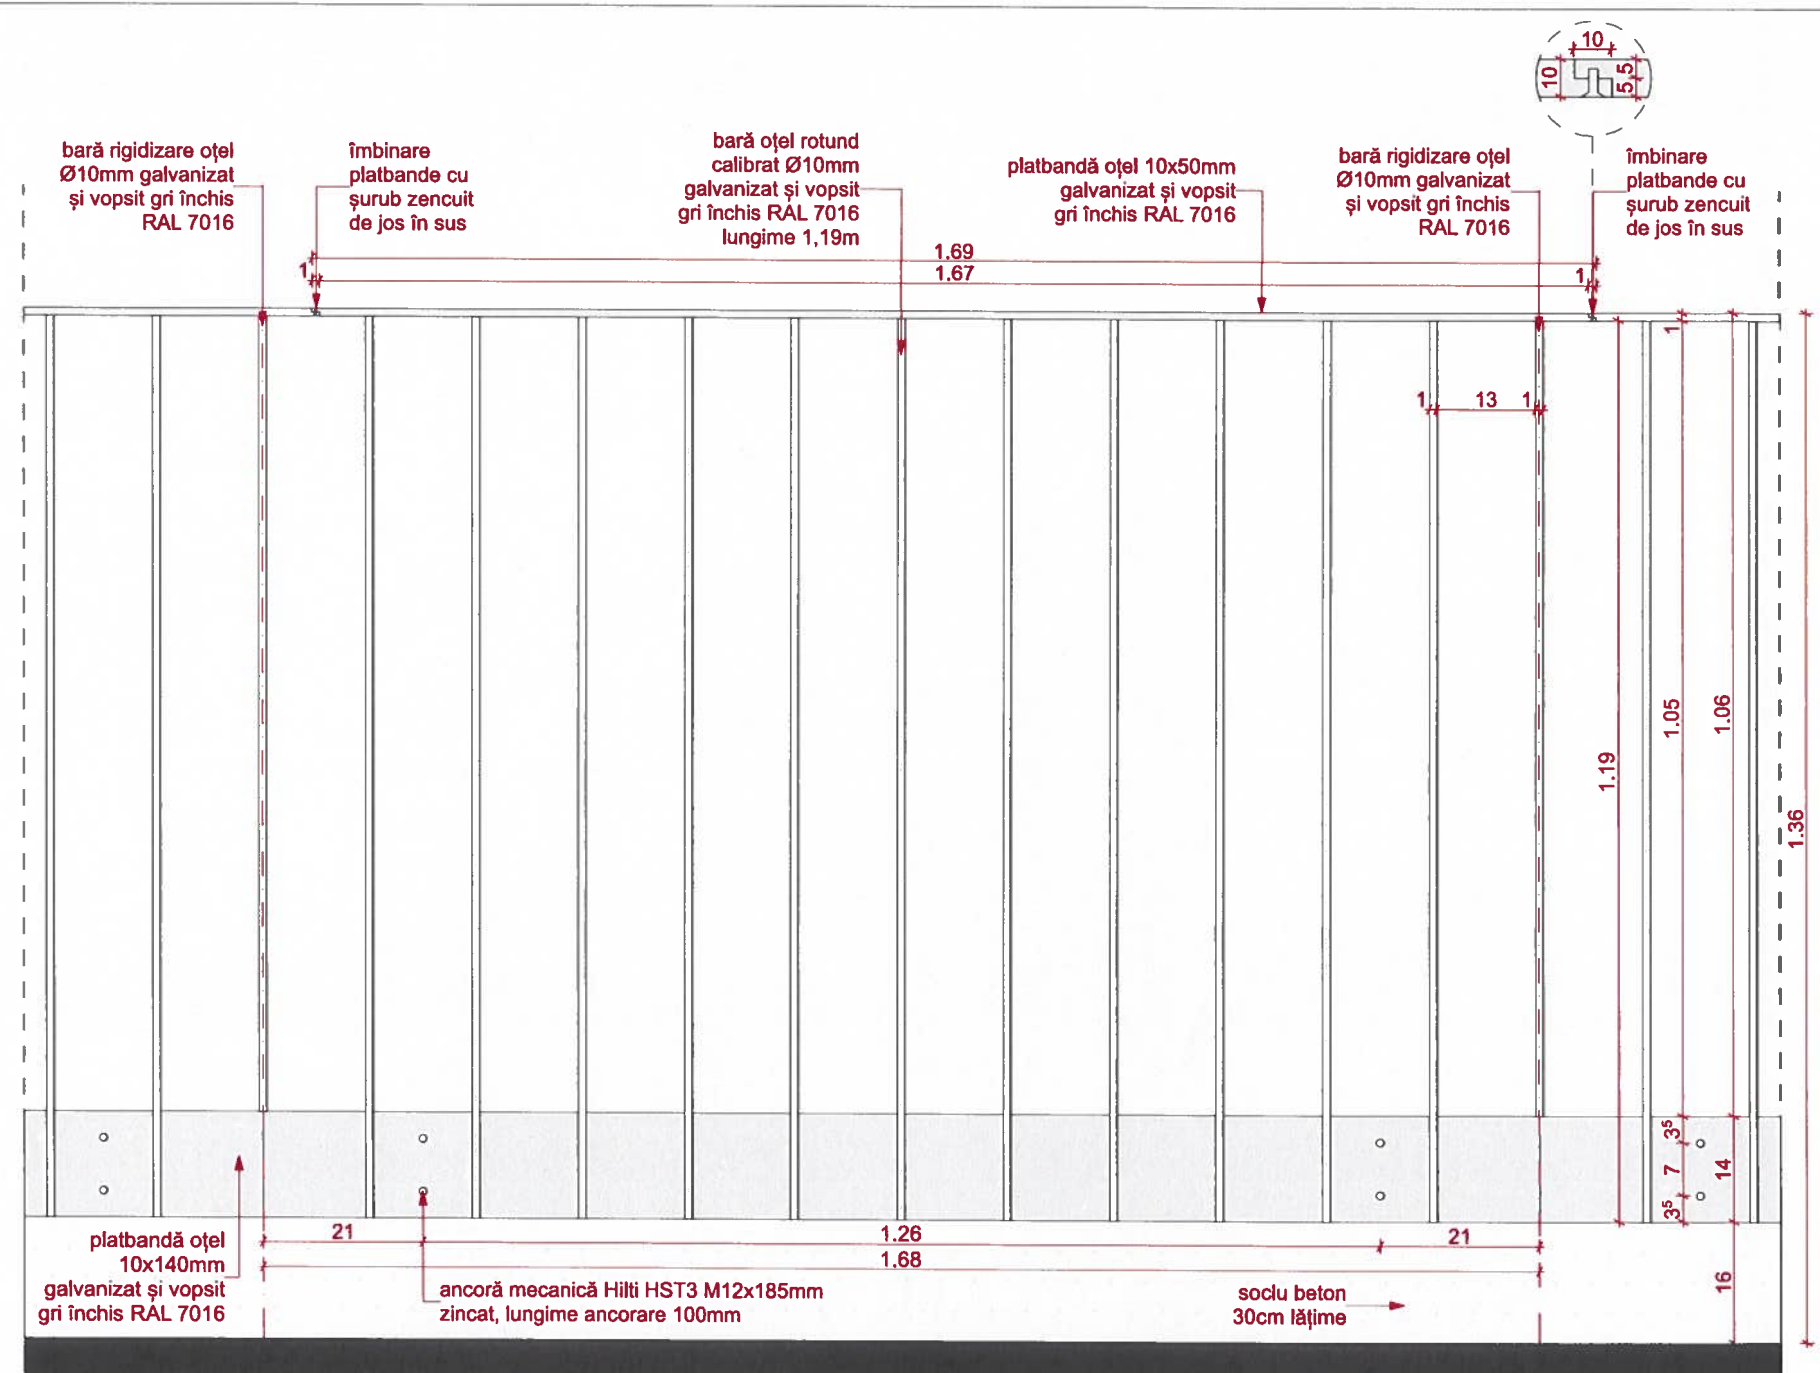 10
10
5
5
5
5
bară rigidizare oțel
Ø10mm galvanizat
și vopsit gri închis
RAL 7016
îmbinare
platbande cu
șurub zencuit
de jos în sus
bară oțel rotund
calibrat Ø10mm
galvanizat și vopsit
gri închis RAL 7016
lungime 1,19m
platbandă oțel 10x50mm
galvanizat și vopsit
gri închis RAL 7016
bară rigidizare oțel
Ø10mm galvanizat
și vopsit gri închis
RAL 7016
îmbinare
platbande cu
șurub zencuit
de jos în sus
1.69
1
1.67
1
1
1
13
1
1.05
1.06
1.19
1.36
3⁵
7
14
3⁵
21
1.26
21
1.68
16
platbandă oțel
10x140mm
galvanizat și vopsit
gri închis RAL 7016
ancoră mecanică Hilti HST3 M12x185mm
zincat, lungime ancorare 100mm
soclu beton
30cm lățime